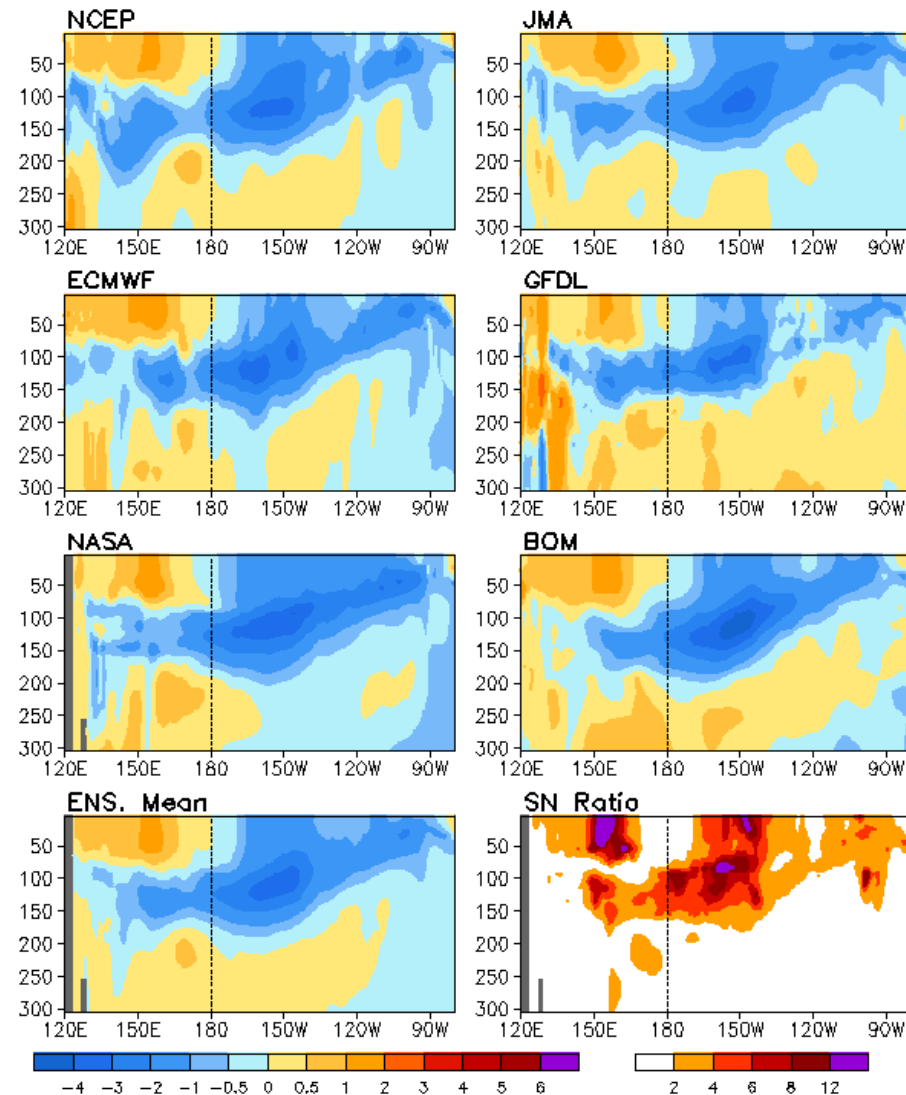 NCEP JMA
50 50
100 100
150 150
200 200
250 250
300 300
120E 150E 180 150W 120W 90W 120E 150E 180 150W 120W 90W
ECMWF GFDL
50 50
100 100
150 150
200 200
250 250
300 300
120E 150E 180 150W 120W 90W 120E 150E 180 150W 120W 90W
NASA BOM
50 50
100 100
150 150
200 200
250 250
300 300
120E 150E 180 150W 120W 90W 120E 150E 180 150W 120W 90W
ENS. Mean SN Ratio
50 50
100 100
150 150
200 200
250 250
300 300
120E 150E 180 150W 120W 90W 120E 150E 180 150W 120W 90W
-4 -3 -2 -1 -0.5 0 0.5 1 2 3 4 5 6 2 4 6 8 12